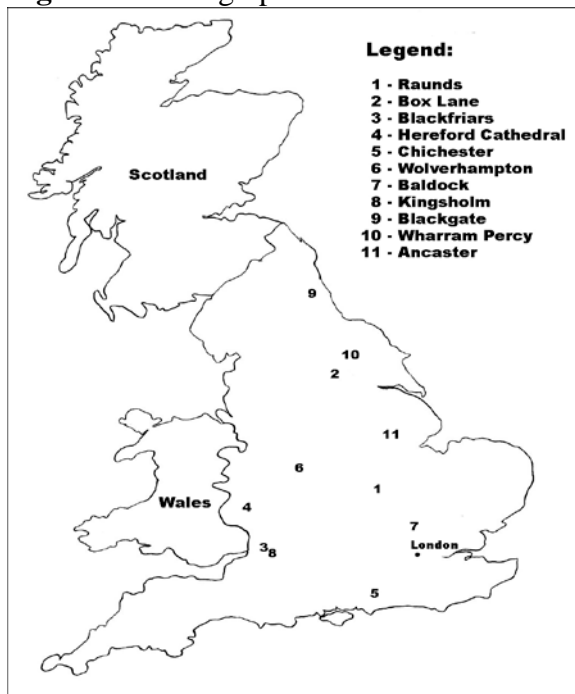 Legend:
1 - Raunds
2 - Box Lane
3 - Blackfriars
4 - Hereford Cathedral
5 - Chichester
6 - Wolverhampton
7 - Baldock
8 - Kingsholm
9 - Blackgate
10 - Wharram Percy
11 - Ancaster
Scotland
9
10
2
11
6
1
Wales
4
7
London
3
8
5